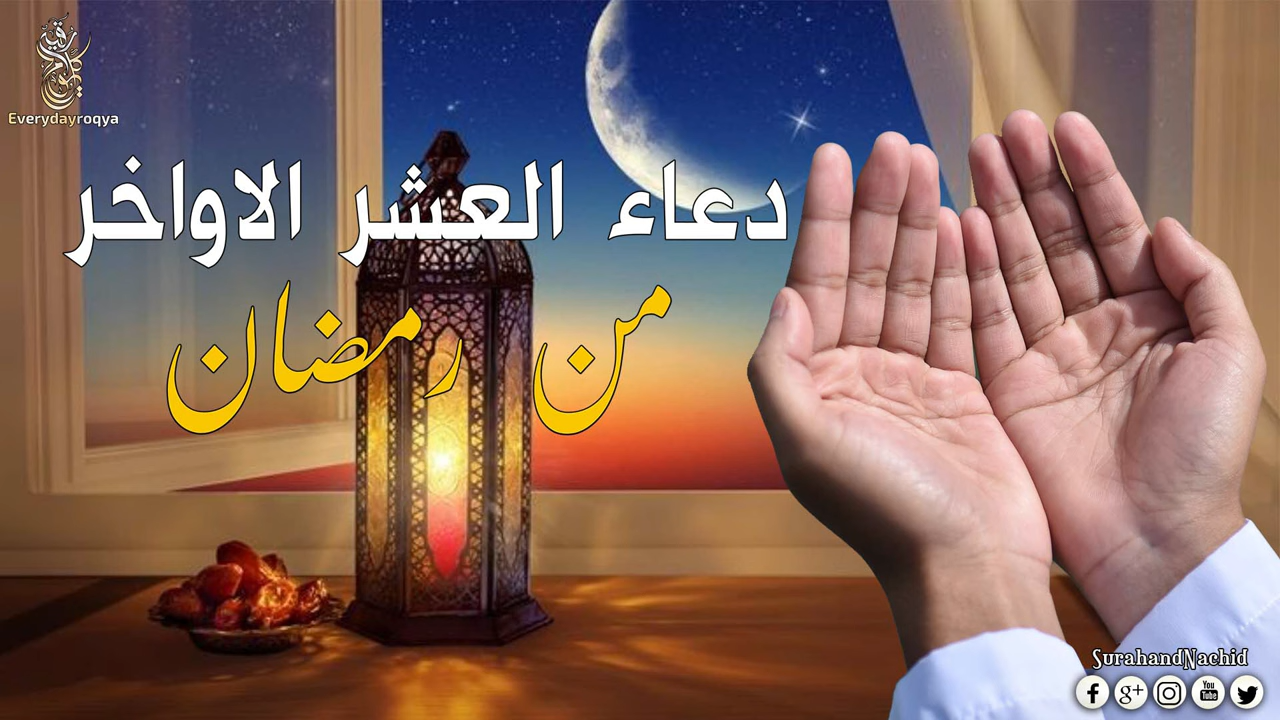 Everydayroqya
دعاء العشر الاواخر
من رمضان
SurahandNachid